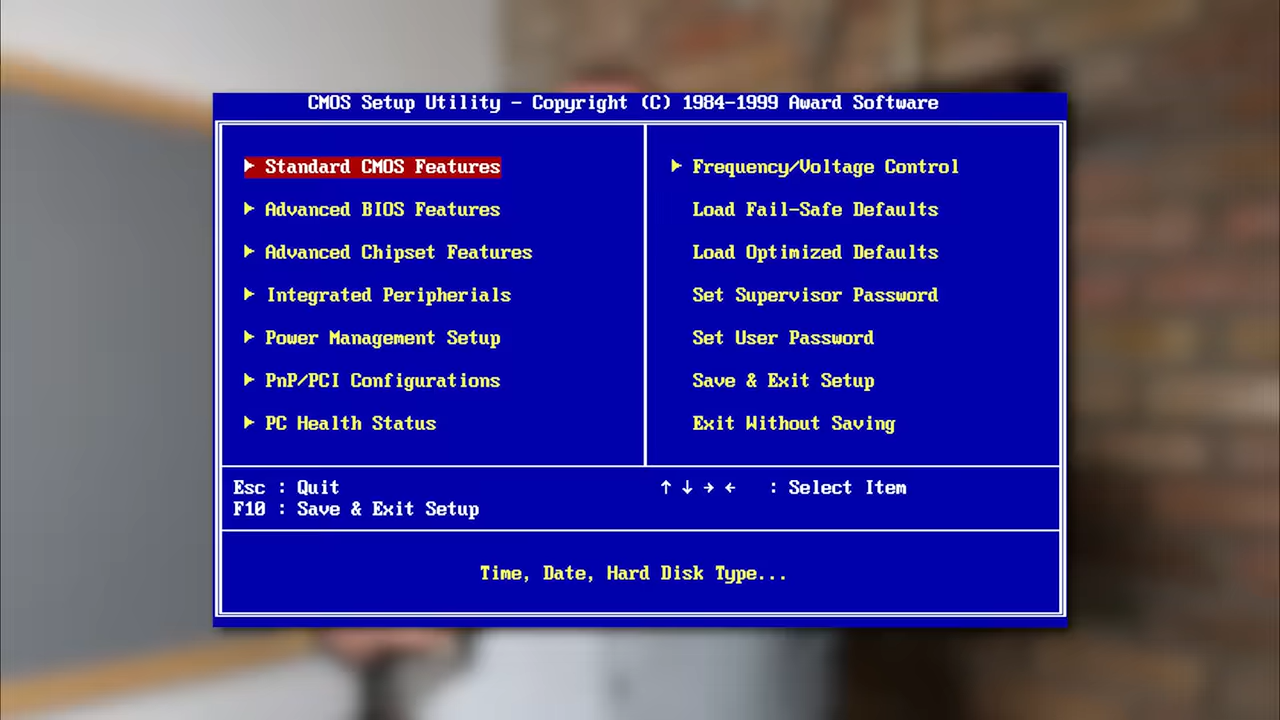 CMOS Setup Utility - Copyright (C) 1984-1999 Award Software
Standard CMOS Features
Advanced BIOS Features
Advanced Chipset Features
Integrated Peripherials
Power Management Setup
PnP/PCI Configurations
PC Health Status
Frequency/Voltage Control
Load Fail-Safe Defaults
Load Optimized Defaults
Set Supervisor Password
Set User Password
Save & Exit Setup
Exit Without Saving
Esc : Quit
F10 : Save & Exit Setup
↑ ↓ → ← : Select Item
Time, Date, Hard Disk Type...